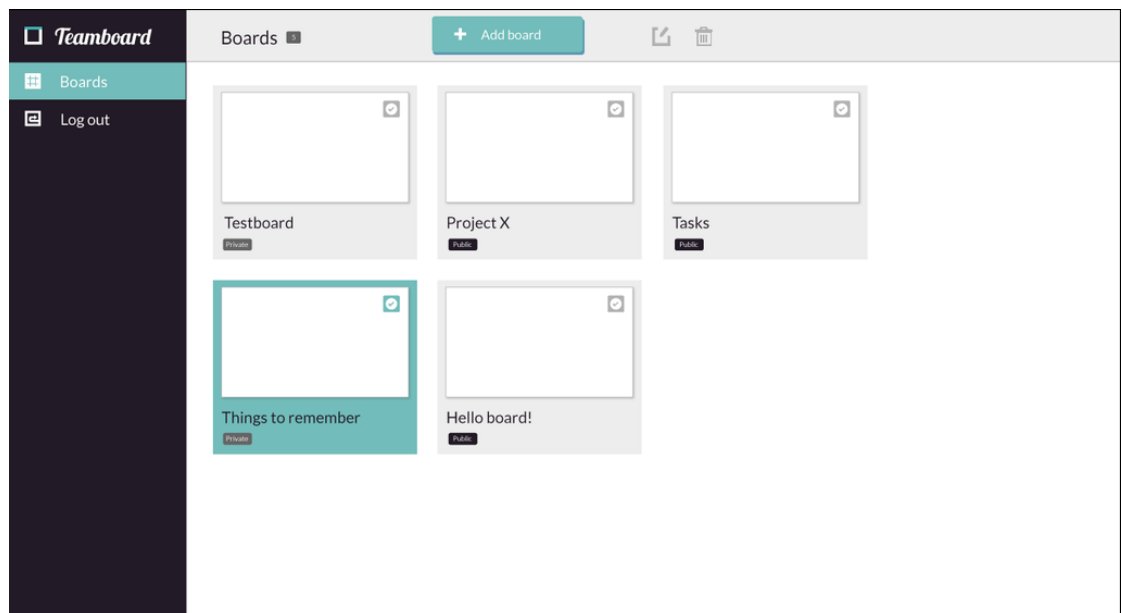 Teamboard
Boards 5
Add board
Boards
Log out
Testboard
Private
Project X
Public
Tasks
Public
Things to remember
Private
Hello board!
Public